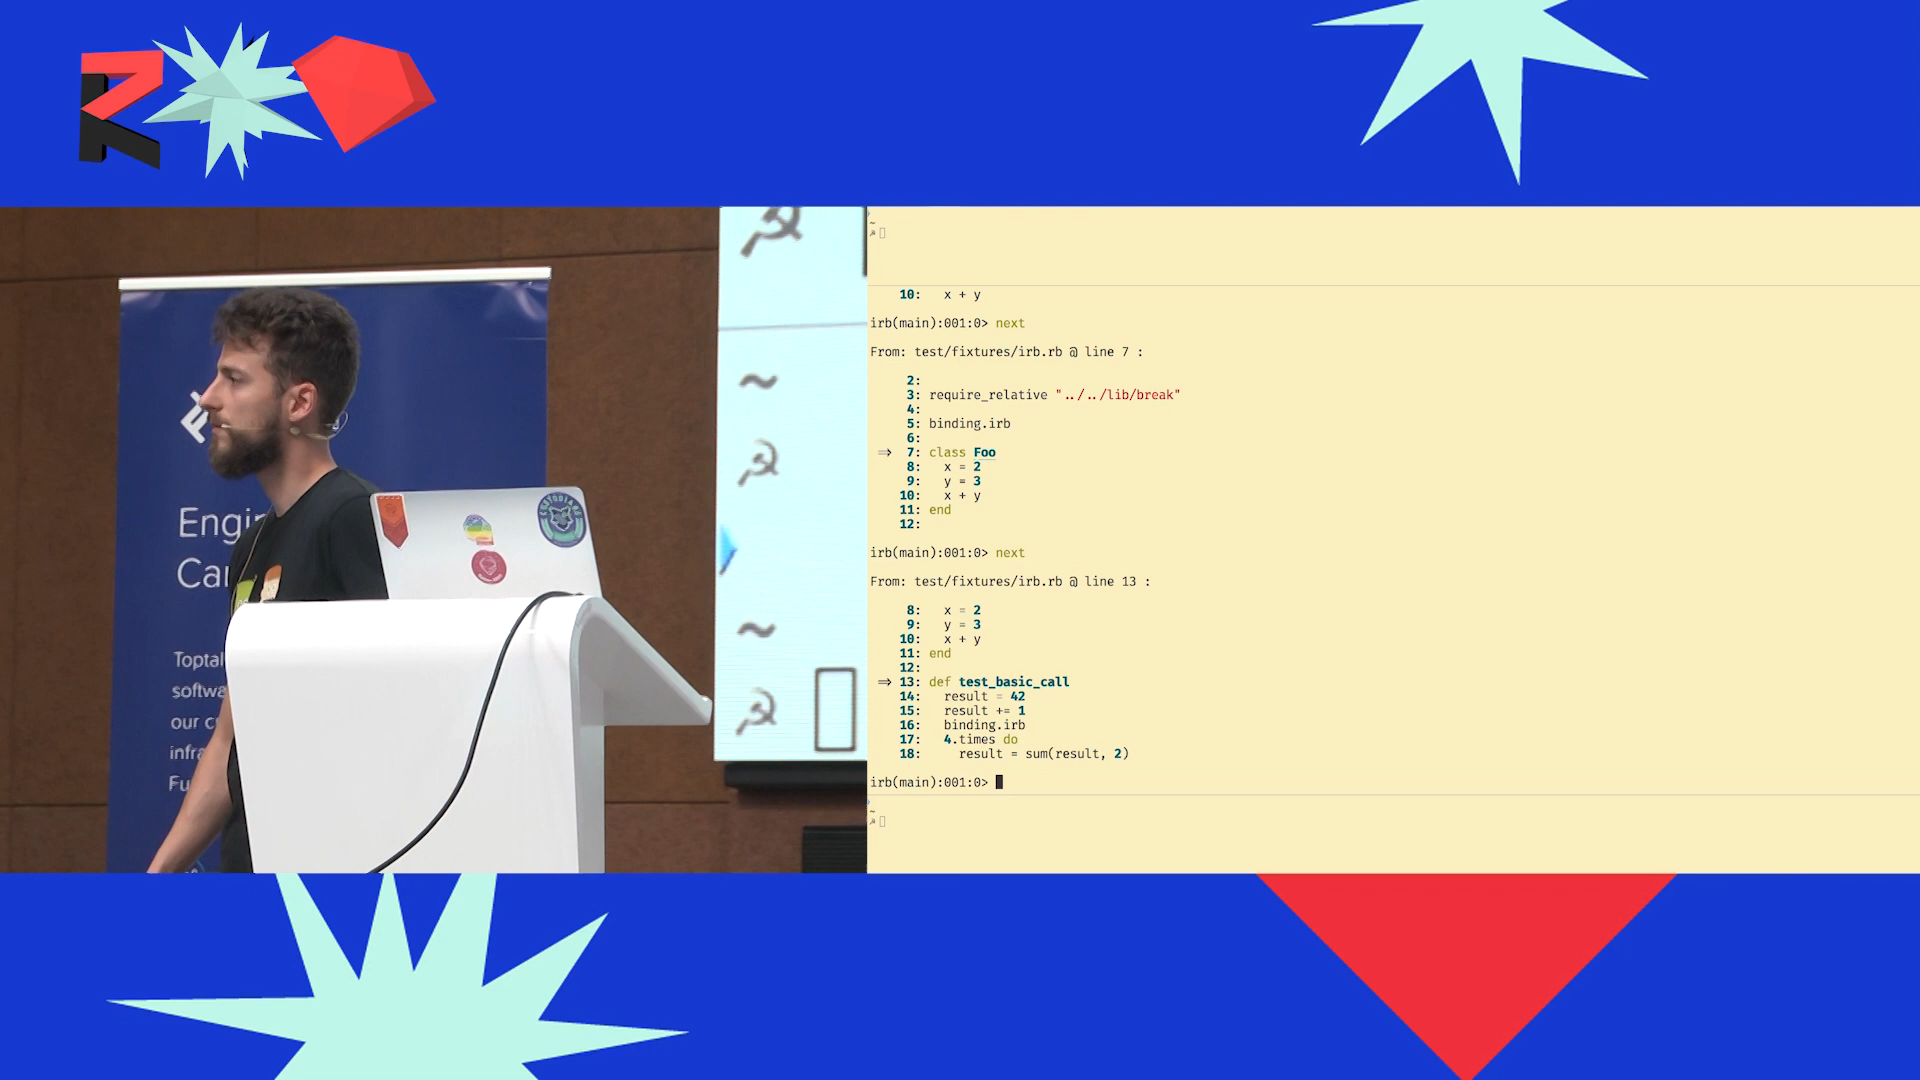 Engi
Ca
Toptal
softwa
our c
infra
Fu
CUSTODIA
~
~
~
10: x + y
irb(main):001:0> next
From: test/fixtures/irb.rb @ line 7 :
2:
3: require_relative "../../lib/break"
4:
5: binding.irb
6:
⇒ 7: class Foo
8: x = 2
9: y = 3
10: x + y
11: end
12:
irb(main):001:0> next
From: test/fixtures/irb.rb @ line 13 :
8: x = 2
9: y = 3
10: x + y
11: end
12:
⇒ 13: def test_basic_call
14: result = 42
15: result += 1
16: binding.irb
17: 4.times do
18: result = sum(result, 2)
irb(main):001:0>
~